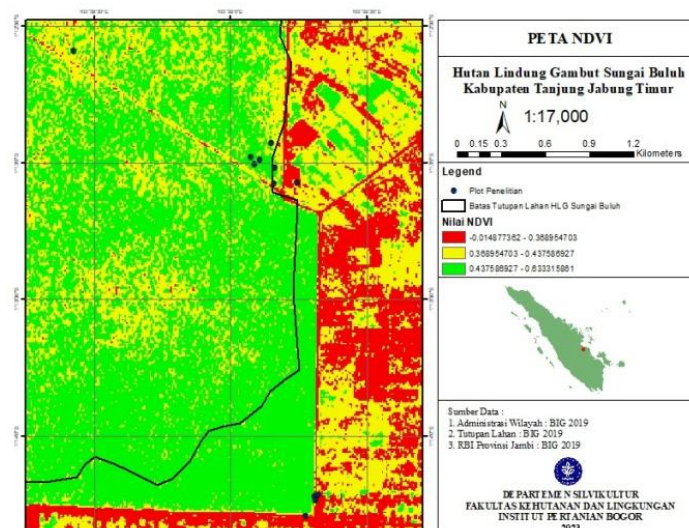 PETA NDVI
Hutan Lindung Gambut Sungai Buluh
Kabupaten Tanjung Jabung Timur
N
1:17,000
0 0.15 0.3 0.6 0.9 1.2
Kilometers
Legend
Plot Penelitian
Batas Tutupan Lahan HLG Sungai Buluh
Nilai NDVI
-0.014877362 - 0.368954703
0.368954703 - 0.437586927
0.437586927 - 0.633315861
Sumber Data :
1. Administrasi Wilayah : BIG 2019
2. Tutupan Lahan : BIG 2019
3. RBI Provinsi Jambi : BIG 2019
DEPARTEMEN SILVIKULTUR
FAKULTAS KEHUTANAN DAN LINGKUNGAN
INSTITUT PERTANIAN BOGOR
2023